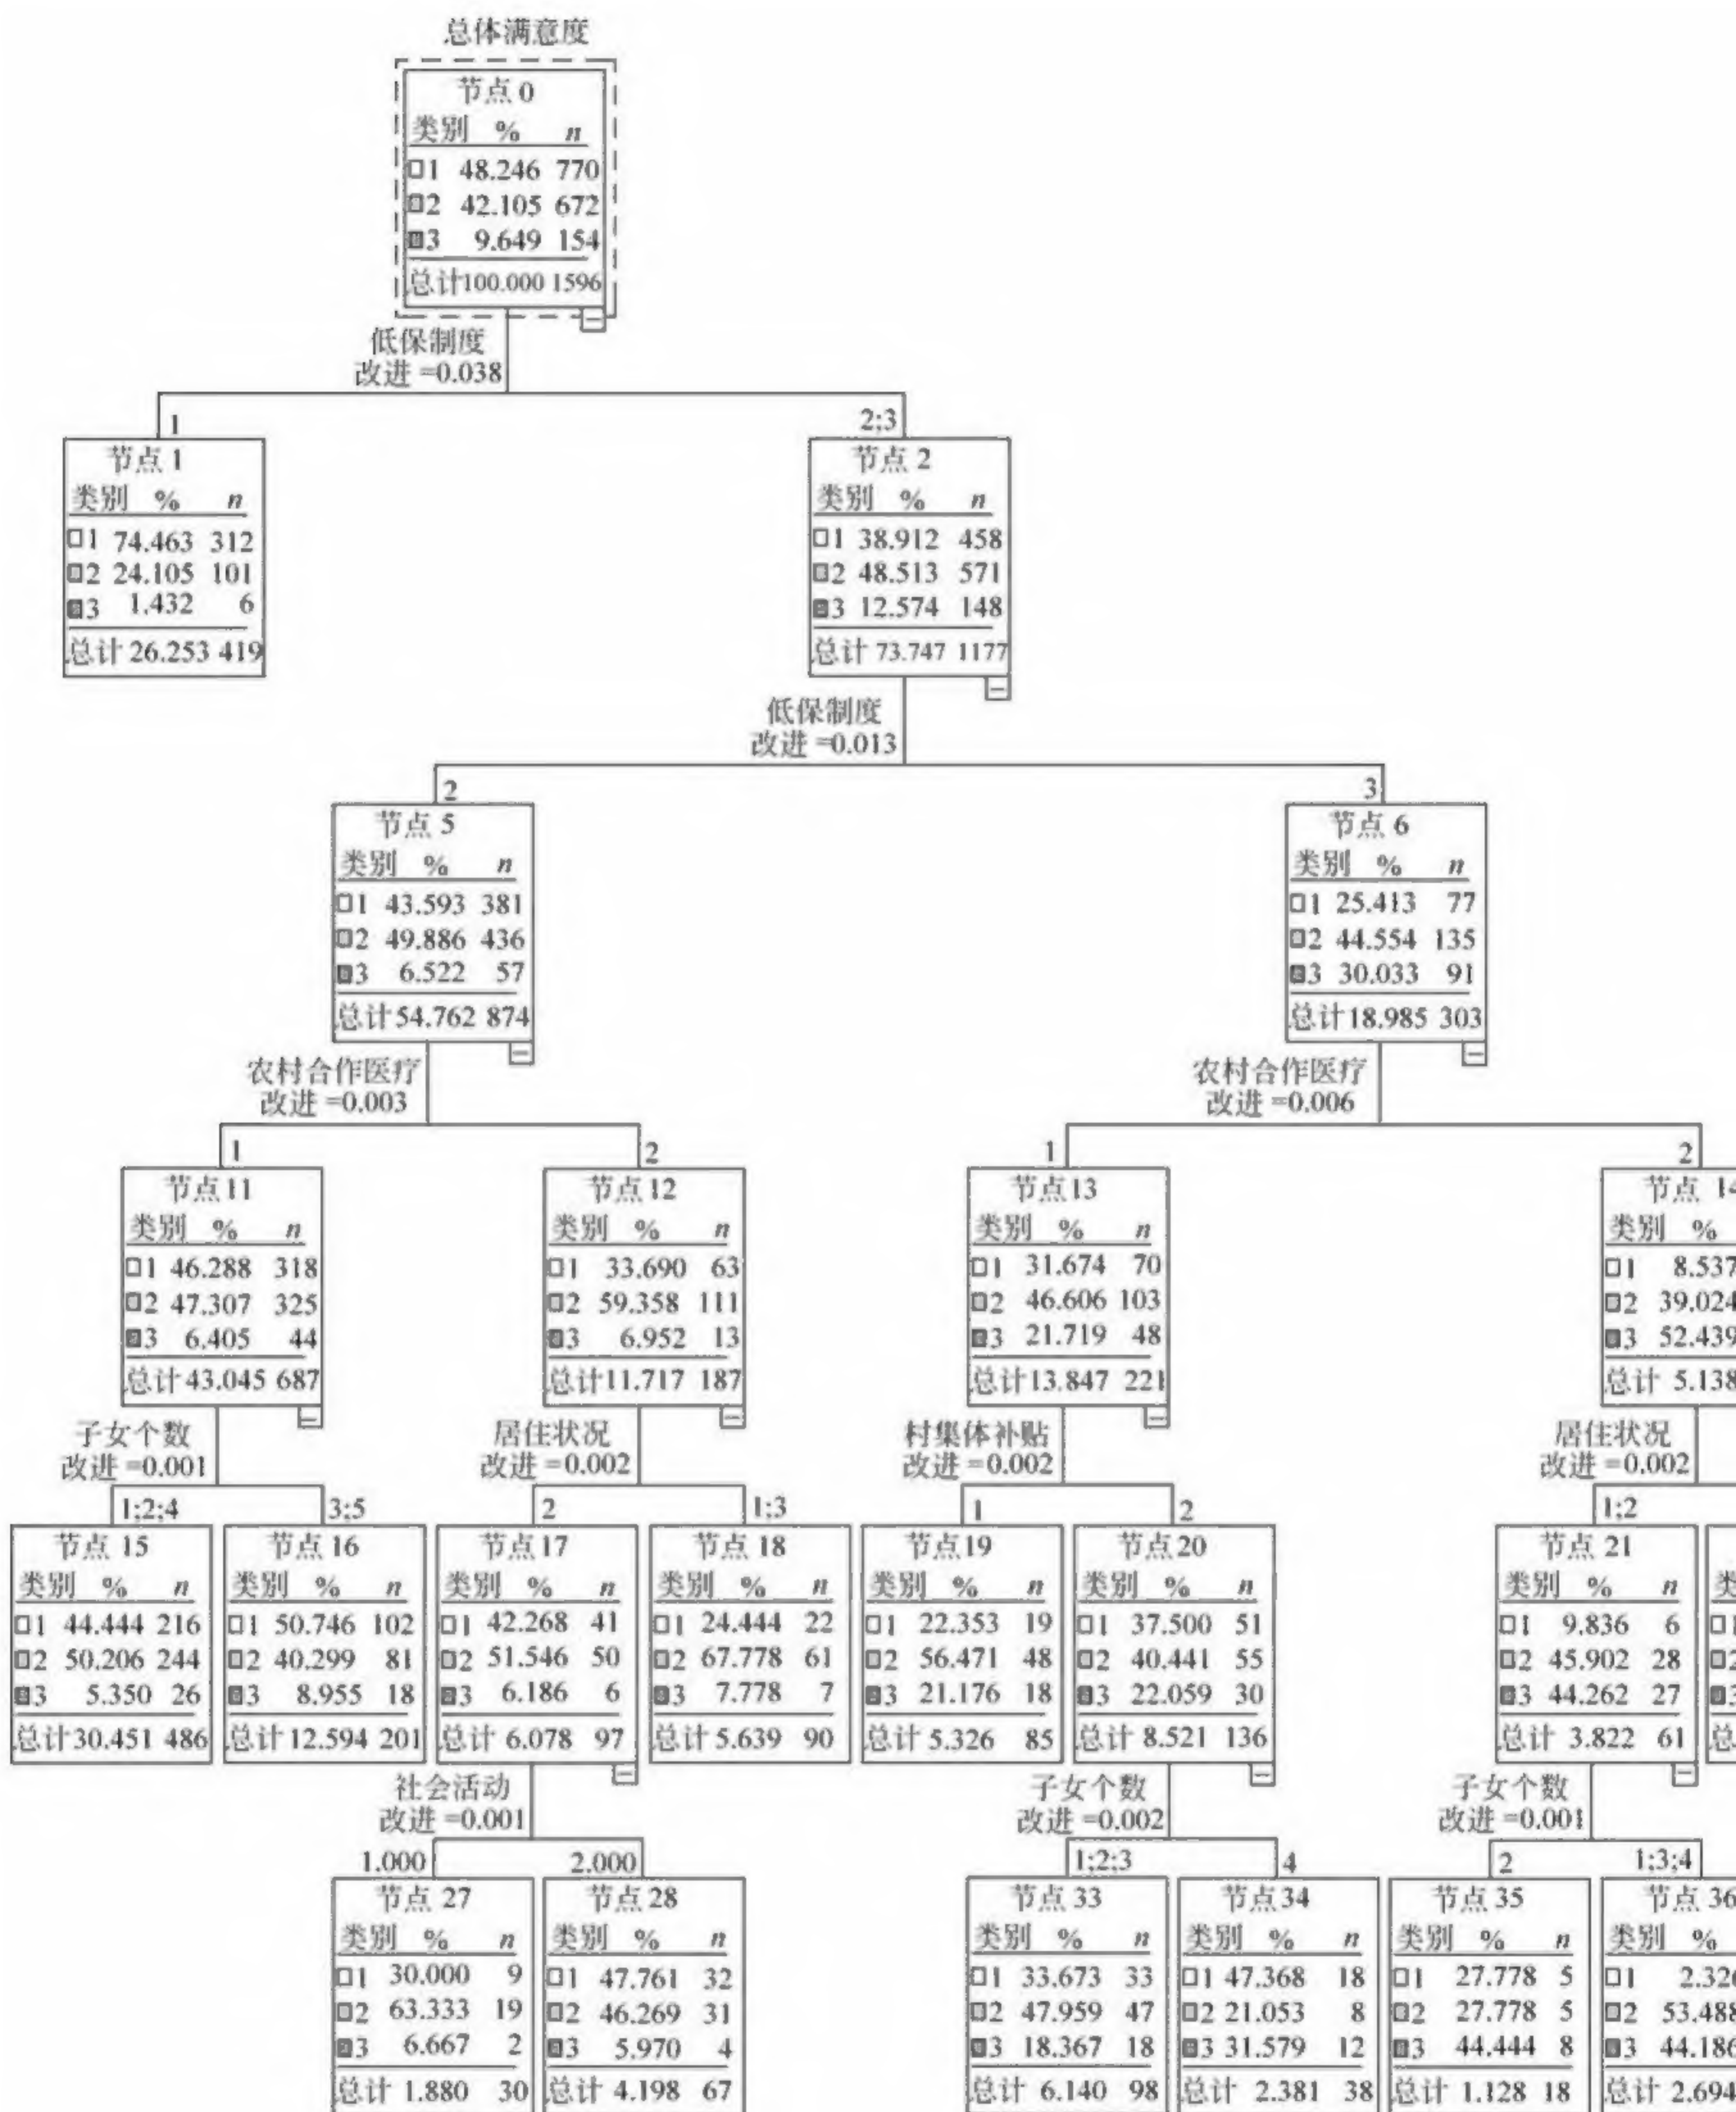 总体满意度
节点 0
类别 % n
1 48.246 770
2 42.105 672
3 9.649 154
总计 100.000 1596
低保制度
改进 =0.038
1
2;3
节点 1
类别 % n
1 74.463 312
2 24.105 101
3 1.432 6
总计 26.253 419
节点 2
类别 % n
1 38.912 458
2 48.513 571
3 12.574 148
总计 73.747 1177
低保制度
改进 =0.013
2
3
节点 5
类别 % n
1 43.593 381
2 49.886 436
3 6.522 57
总计 54.762 874
节点 6
类别 % n
1 25.413 77
2 44.554 135
3 30.033 91
总计 18.985 303
农村合作医疗
改进 =0.003
农村合作医疗
改进 =0.006
1
2
1
2
节点 11
类别 % n
1 46.288 318
2 47.307 325
3 6.405 44
总计 43.045 687
节点 12
类别 % n
1 33.690 63
2 59.358 111
3 6.952 13
总计 11.717 187
节点 13
类别 % n
1 31.674 70
2 46.606 103
3 21.719 48
总计 13.847 221
节点 14
类别 %
1 8.537
2 39.024
3 52.439
总计 5.138
子女个数
改进 =0.001
居住状况
改进 =0.002
村集体补贴
改进 =0.002
居住状况
改进 =0.002
1;2;4
3;5
2
1;3
1
2
1;2
节点 15
类别 % n
1 44.444 216
2 50.206 244
3 5.350 26
总计 30.451 486
节点 16
类别 % n
1 50.746 102
2 40.299 81
3 8.955 18
总计 12.594 201
节点 17
类别 % n
1 42.268 41
2 51.546 50
3 6.186 6
总计 6.078 97
节点 18
类别 % n
1 24.444 22
2 67.778 61
3 7.778 7
总计 5.639 90
节点 19
类别 % n
1 22.353 19
2 56.471 48
3 21.176 18
总计 5.326 85
节点 20
类别 % n
1 37.500 51
2 40.441 55
3 22.059 30
总计 8.521 136
节点 21
类别 % n
1 9.836 6
2 45.902 28
3 44.262 27
总计 3.822 61
社会活动
改进 =0.001
子女个数
改进 =0.002
子女个数
改进 =0.001
1.000
2.000
1;2;3
4
2
1;3;4
节点 27
类别 % n
1 30.000 9
2 63.333 19
3 6.667 2
总计 1.880 30
节点 28
类别 % n
1 47.761 32
2 46.269 31
3 5.970 4
总计 4.198 67
节点 33
类别 % n
1 33.673 33
2 47.959 47
3 18.367 18
总计 6.140 98
节点 34
类别 % n
1 47.368 18
2 21.053 8
3 31.579 12
总计 2.381 38
节点 35
类别 % n
1 27.778 5
2 27.778 5
3 44.444 8
总计 1.128 18
节点 36
类别 %
1 2.326
2 53.488
3 44.186
总计 2.694